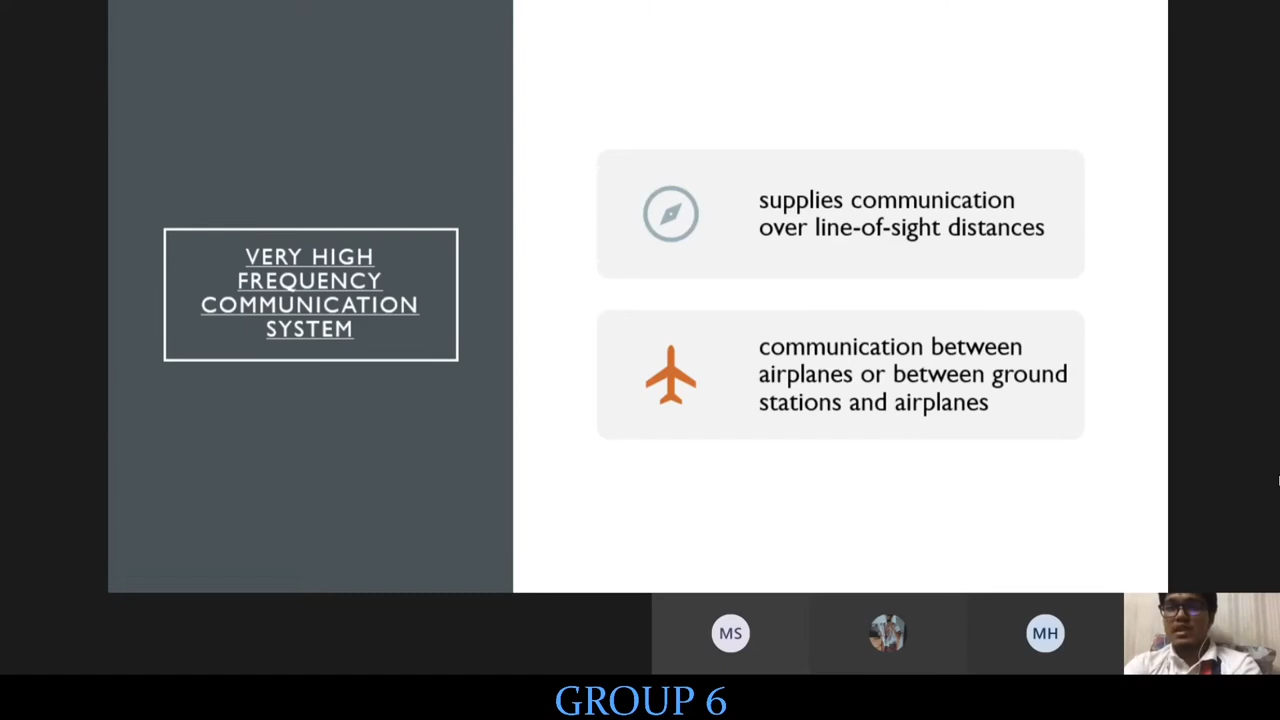 VERY HIGH
FREQUENCY
COMMUNICATION
SYSTEM
supplies communication
over line-of-sight distances
communication between
airplanes or between ground
stations and airplanes
MS
MH
GROUP 6